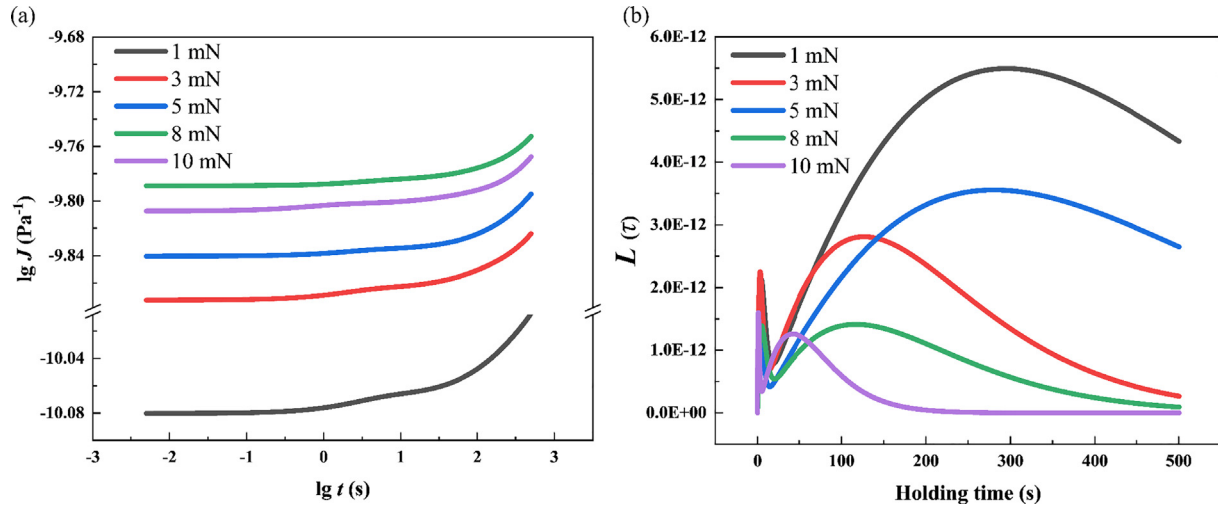 (a)
-9.68
-9.72
-9.76
-9.80
-9.84
-10.04
-10.08
lg J (Pa⁻¹)
1 mN
3 mN
5 mN
8 mN
10 mN
-3 -2 -1 0 1 2 3
lg t (s)
(b)
6.0E-12
5.0E-12
4.0E-12
3.0E-12
2.0E-12
1.0E-12
0.0E+00
L (τ)
1 mN
3 mN
5 mN
8 mN
10 mN
0 100 200 300 400 500
Holding time (s)